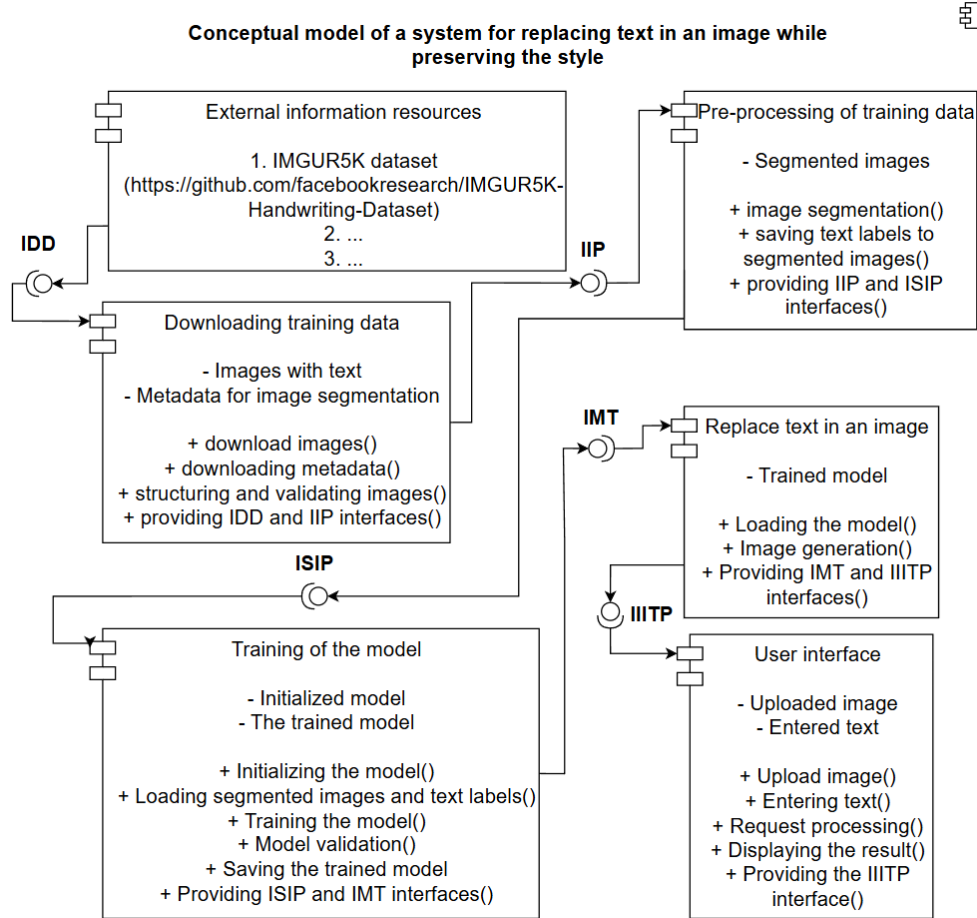 Conceptual model of a system for replacing text in an image while
preserving the style
External information resources
1. IMGUR5K dataset
(https://github.com/facebookresearch/IMGUR5K-
Handwriting-Dataset)
2. ...
3. ...
IDD
Downloading training data
- Images with text
- Metadata for image segmentation
+ download images()
+ downloading metadata()
+ structuring and validating images()
+ providing IDD and IIP interfaces()
IIP
Pre-processing of training data
- Segmented images
+ image segmentation()
+ saving text labels to
segmented images()
+ providing IIP and ISIP
interfaces()
ISIP
Training of the model
- Initialized model
- The trained model
+ Initializing the model()
+ Loading segmented images and text labels()
+ Training the model()
+ Model validation()
+ Saving the trained model
+ Providing ISIP and IMT interfaces()
IMT
Replace text in an image
- Trained model
+ Loading the model()
+ Image generation()
+ Providing IMT and IIITP
interfaces()
IIITP
User interface
- Uploaded image
- Entered text
+ Upload image()
+ Entering text()
+ Request processing()
+ Displaying the result()
+ Providing the IIITP
interface()